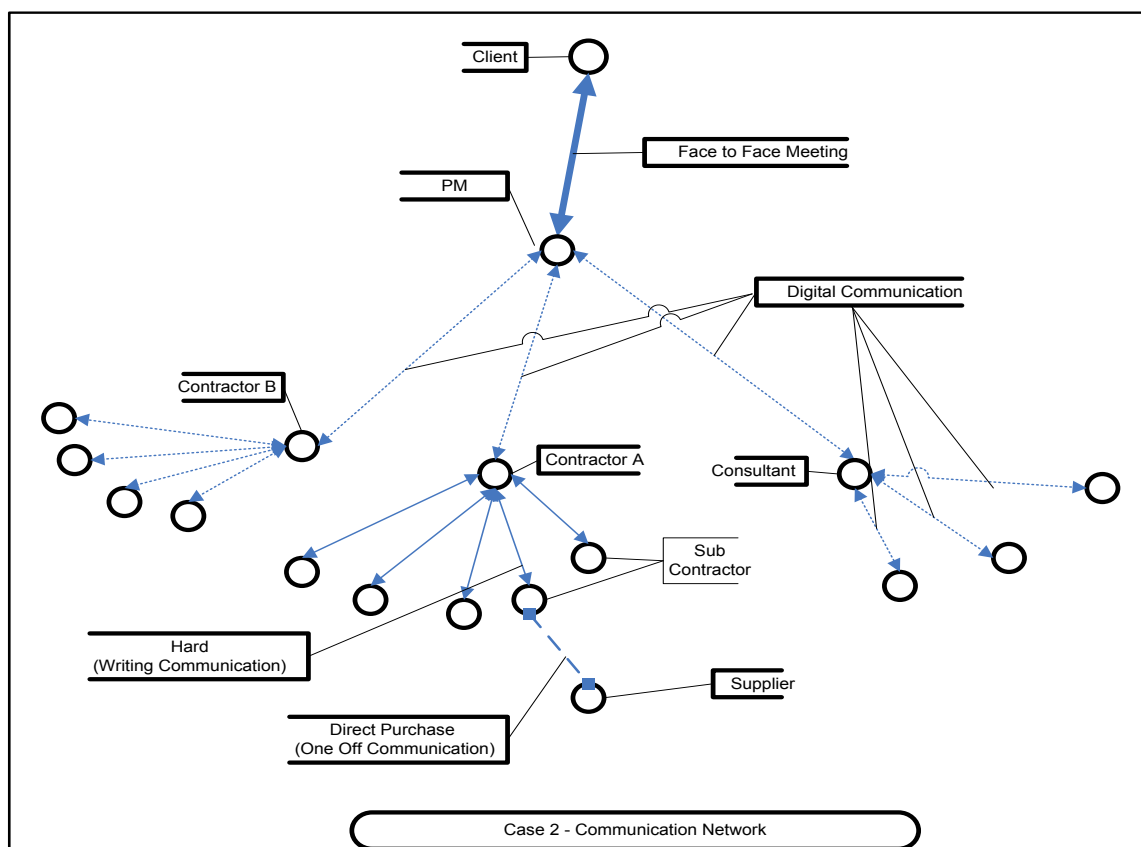 Client
Face to Face Meeting
PM
Digital Communication
Contractor B
Contractor A
Consultant
Sub
Contractor
Hard
(Writing Communication)
Supplier
Direct Purchase
(One Off Communication)
Case 2 - Communication Network